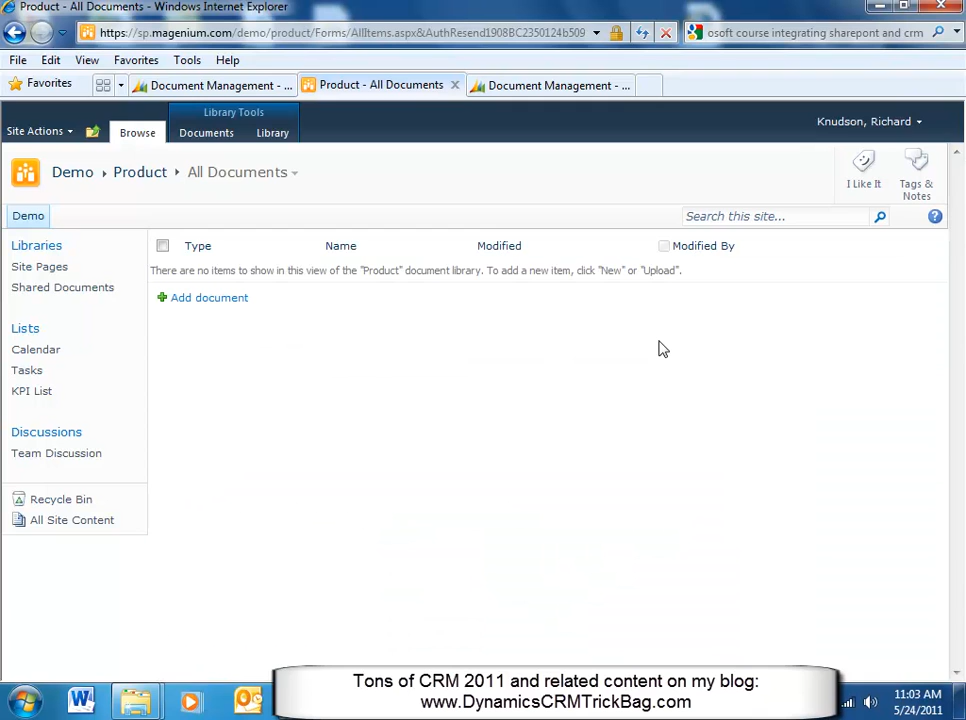 Product - All Documents - Windows Internet Explorer
https://sp.magenium.com/demo/product/Forms/AllItems.aspx&AuthResend1908BC2350124b509
osoft course integrating sharepont and crm
File Edit View Favorites Tools Help
Favorites
Document Management - ...
Product - All Documents
Document Management - ...
Library Tools
Site Actions
Browse
Documents
Library
Knudson, Richard
Demo
Product
All Documents
I Like It
Tags &
Notes
Demo
Search this site...
Libraries
Site Pages
Shared Documents
Lists
Calendar
Tasks
KPI List
Discussions
Team Discussion
Recycle Bin
All Site Content
Type Name Modified Modified By
There are no items to show in this view of the "Product" document library. To add a new item, click "New" or "Upload".
Add document
Tons of CRM 2011 and related content on my blog:
www.DynamicsCRMTrickBag.com
11:03 AM
5/24/2011